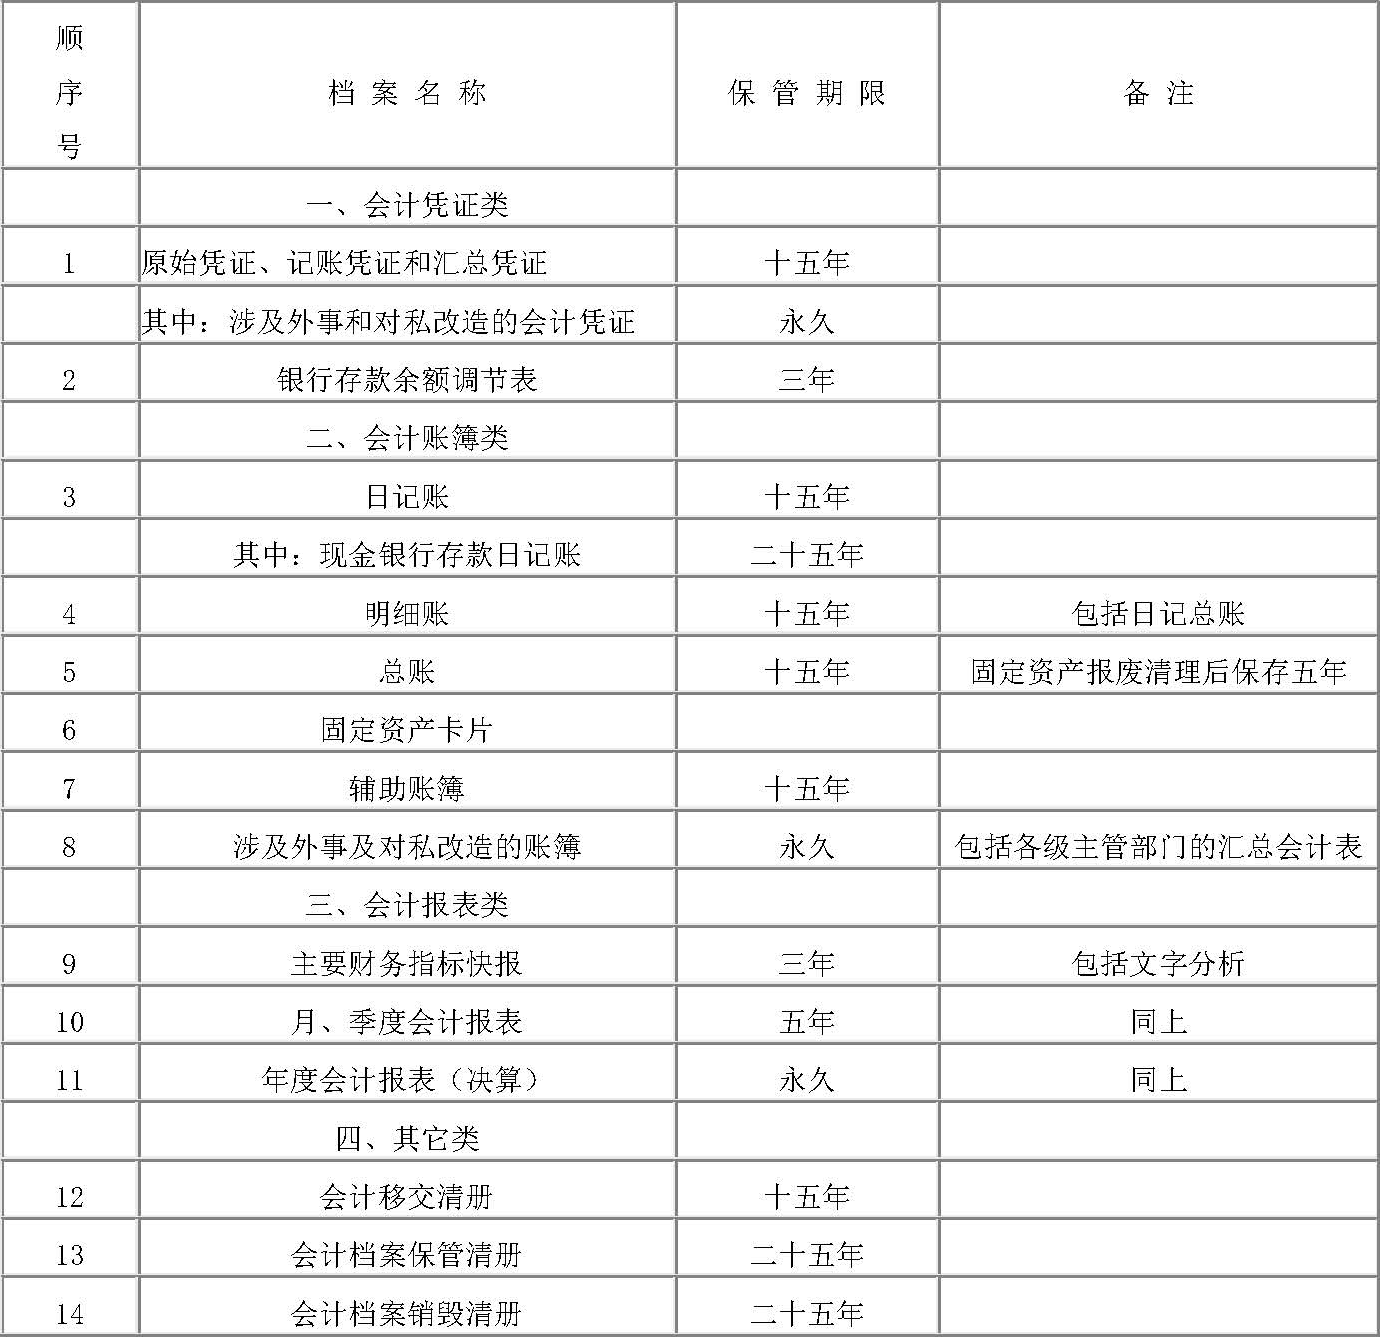 顺序号 档案名称 保管期限 备注
一、会计凭证类
1 原始凭证、记账凭证和汇总凭证 十五年
其中：涉及外事和对私改造的会计凭证 永久
2 银行存款余额调节表 三年
二、会计账簿类
3 日记账 十五年
其中：现金银行存款日记账 二十五年
4 明细账 十五年 包括日记总账
5 总账 十五年 固定资产报废清理后保存五年
6 固定资产卡片
7 辅助账簿 十五年
8 涉及外事及对私改造的账簿 永久 包括各级主管部门的汇总会计表
三、会计报表类
9 主要财务指标快报 三年 包括文字分析
10 月、季度会计报表 五年 同上
11 年度会计报表（决算） 永久 同上
四、其它类
12 会计移交清册 十五年
13 会计档案保管清册 二十五年
14 会计档案销毁清册 二十五年